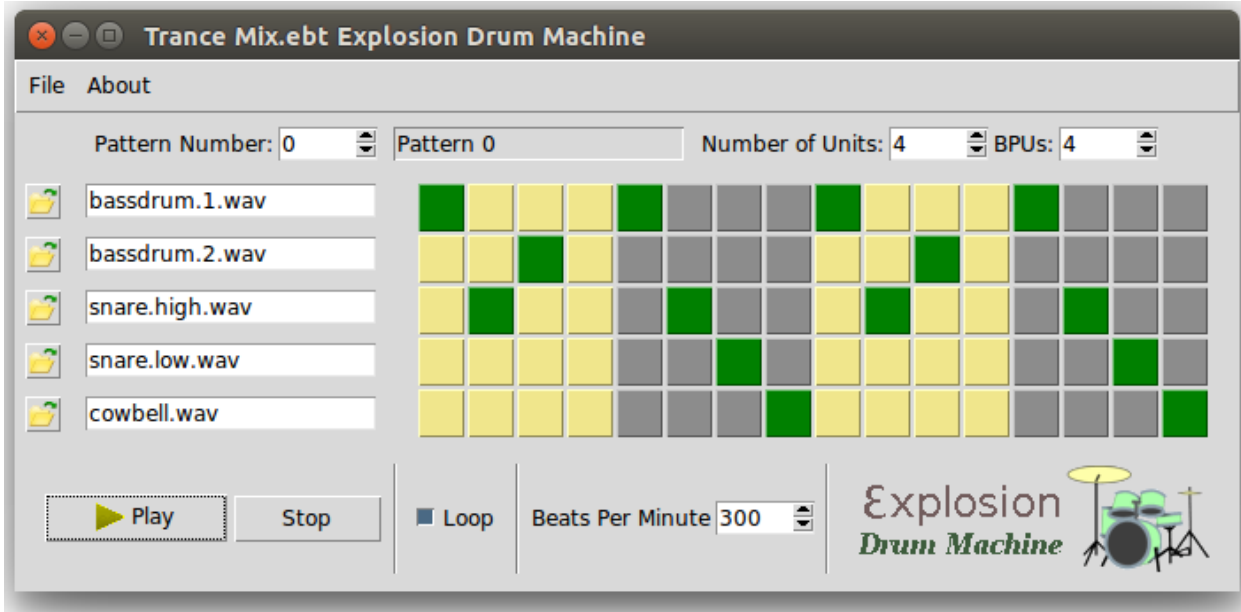 Trance Mix.ebt Explosion Drum Machine
File About
Pattern Number: 0 Pattern 0 Number of Units: 4 BPUs: 4
bassdrum.1.wav
bassdrum.2.wav
snare.high.wav
snare.low.wav
cowbell.wav
Play Stop Loop Beats Per Minute 300
Ɛxplosion
Drum Machine